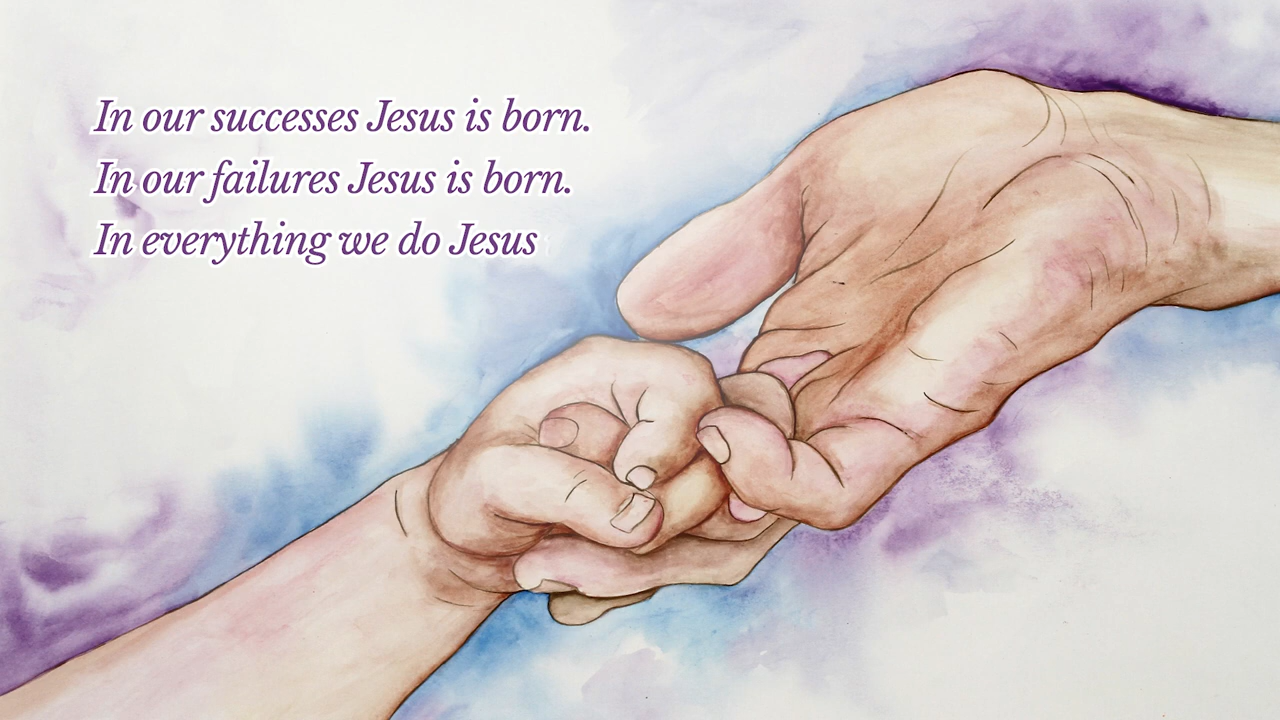 In our successes Jesus is born.
In our failures Jesus is born.
In everything we do Jesus